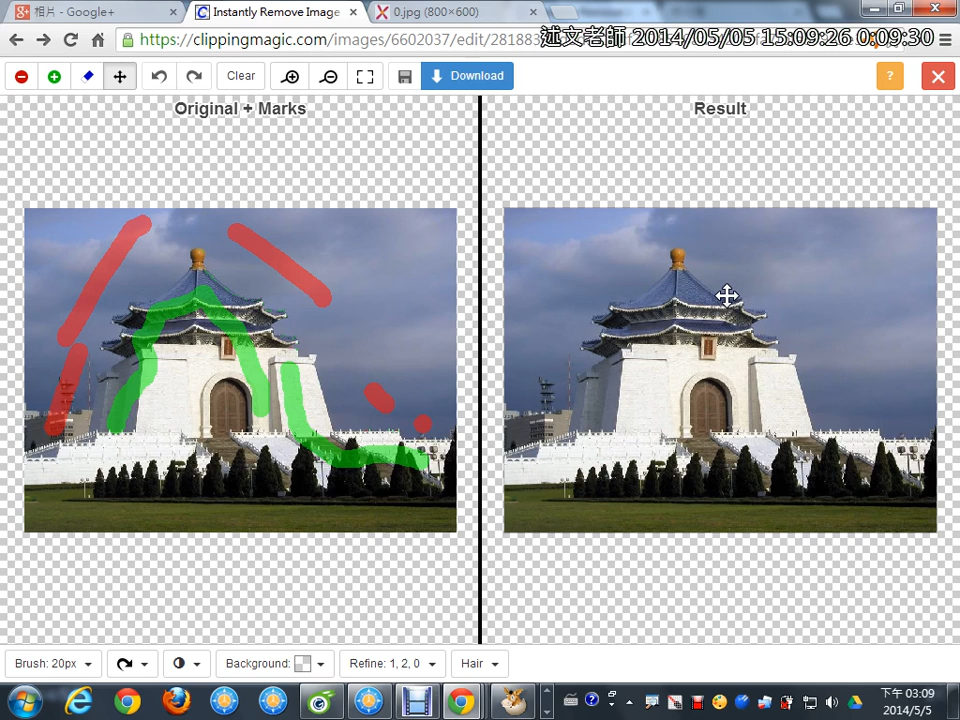 相片 - Google+
Instantly Remove Image
0.jpg (800×600)
https://clippingmagic.com/images/6602037/edit/28188
述文老師 2014/05/05 15:09:26 0:09:30
Clear
Download
?
Original + Marks
Result
Brush: 20px
Background:
Refine: 1, 2, 0
Hair
下午 03:09
2014/5/5